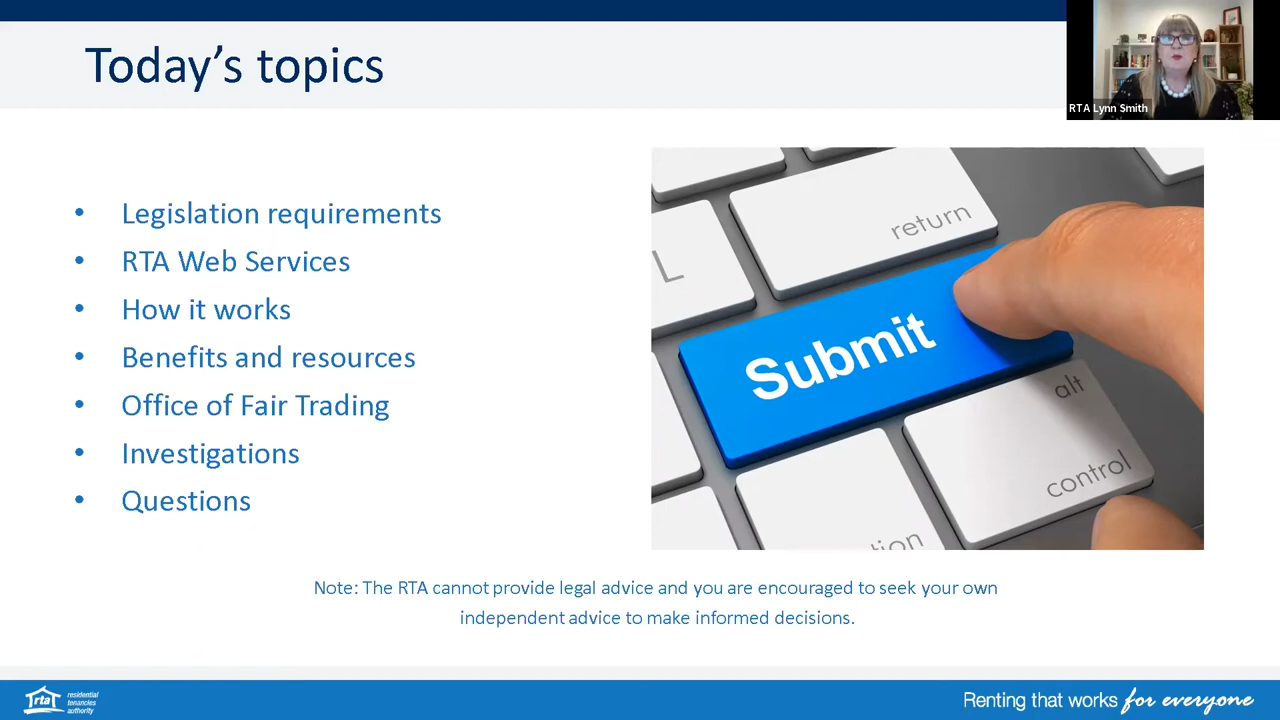 Today's topics
RTA Lynn Smith
• Legislation requirements
• RTA Web Services
• How it works
• Benefits and resources
• Office of Fair Trading
• Investigations
• Questions
return
L
Submit
alt
control
tion
Note: The RTA cannot provide legal advice and you are encouraged to seek your own
independent advice to make informed decisions.
rta
residential
tenancies
authority
Renting that works for everyone